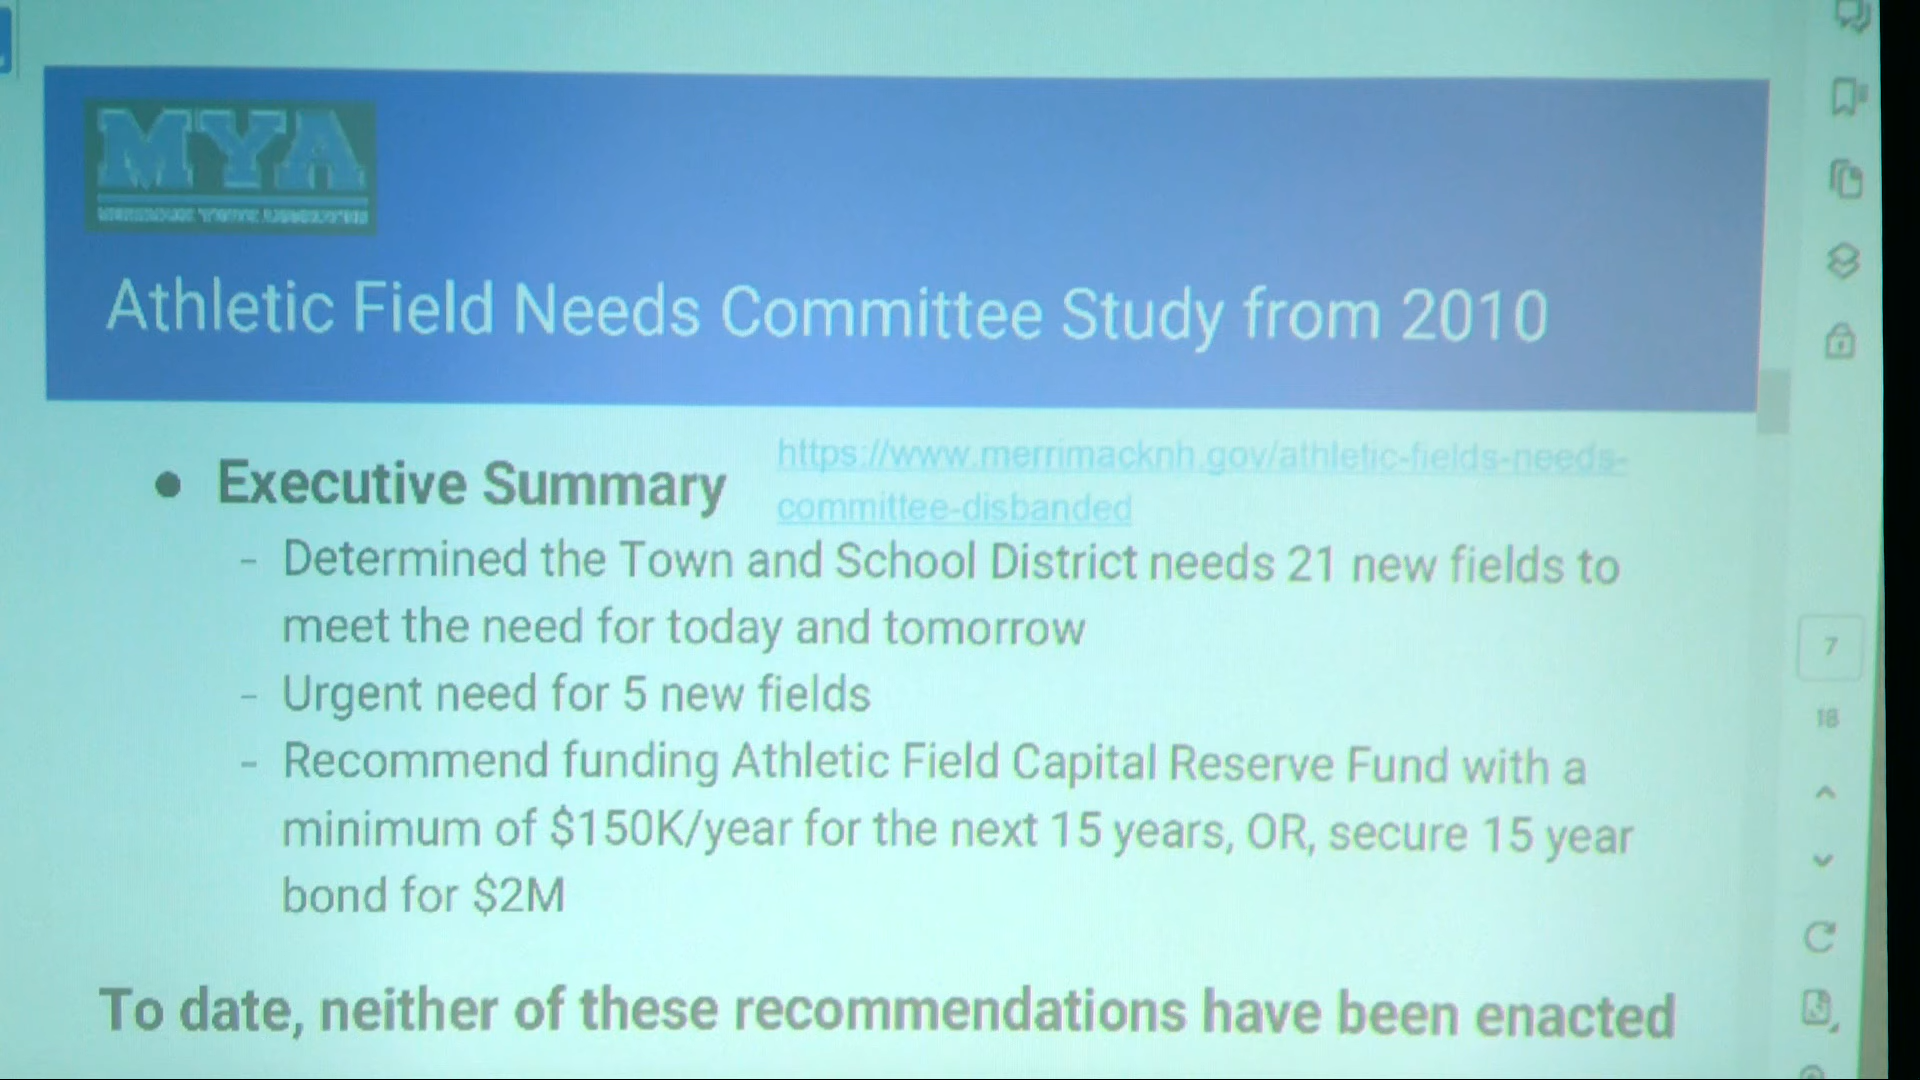 MYA
MERRIMACK YOUTH ASSOCIATION
Athletic Field Needs Committee Study from 2010
● Executive Summary
https://www.merrimacknh.gov/athletic-fields-needs-
committee-disbanded
- Determined the Town and School District needs 21 new fields to
meet the need for today and tomorrow
- Urgent need for 5 new fields
- Recommend funding Athletic Field Capital Reserve Fund with a
minimum of $150K/year for the next 15 years, OR, secure 15 year
bond for $2M
To date, neither of these recommendations have been enacted
7
18